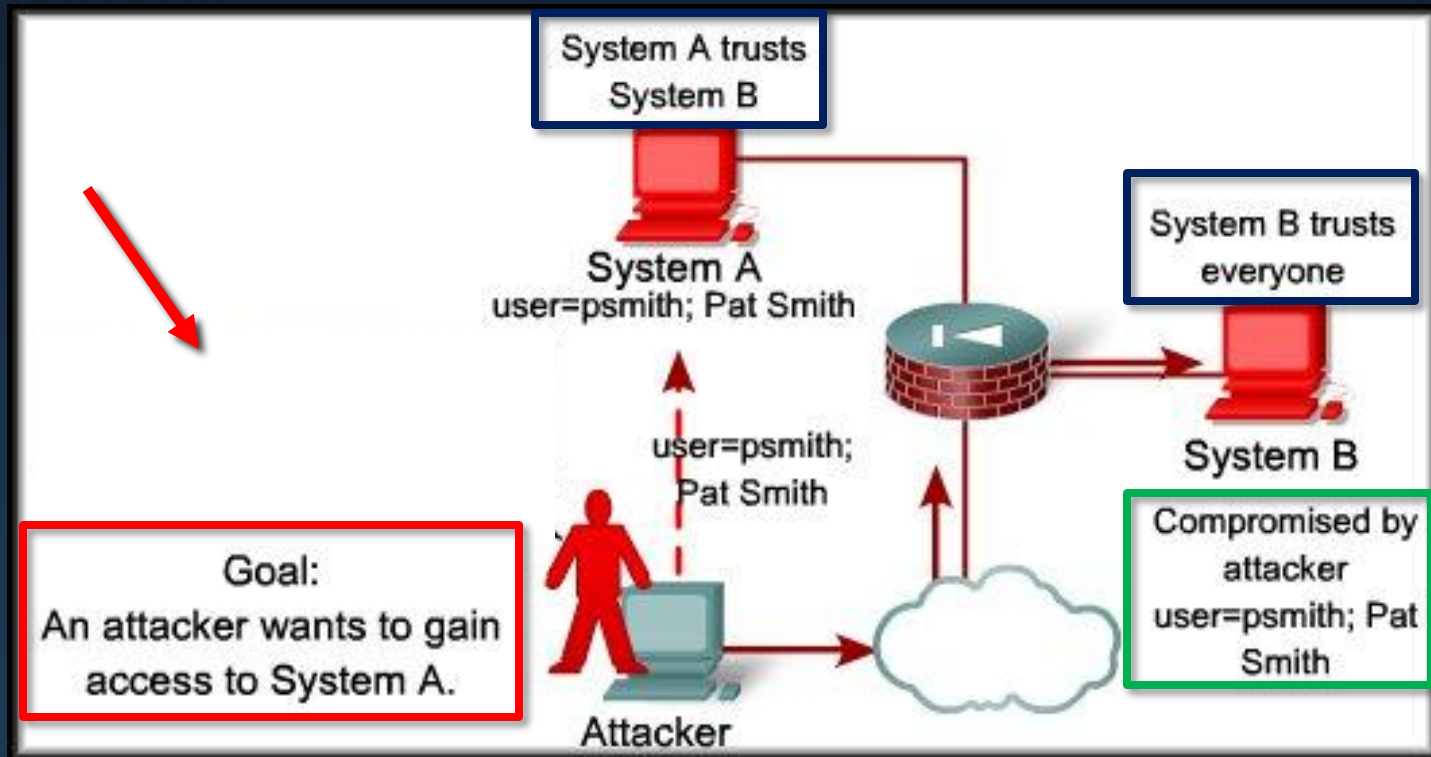 System A trusts
System B
System B trusts
everyone
System A
user=psmith; Pat Smith
user=psmith;
Pat Smith
System B
Compromised by
attacker
user=psmith; Pat
Smith
Goal:
An attacker wants to gain
access to System A.
Attacker